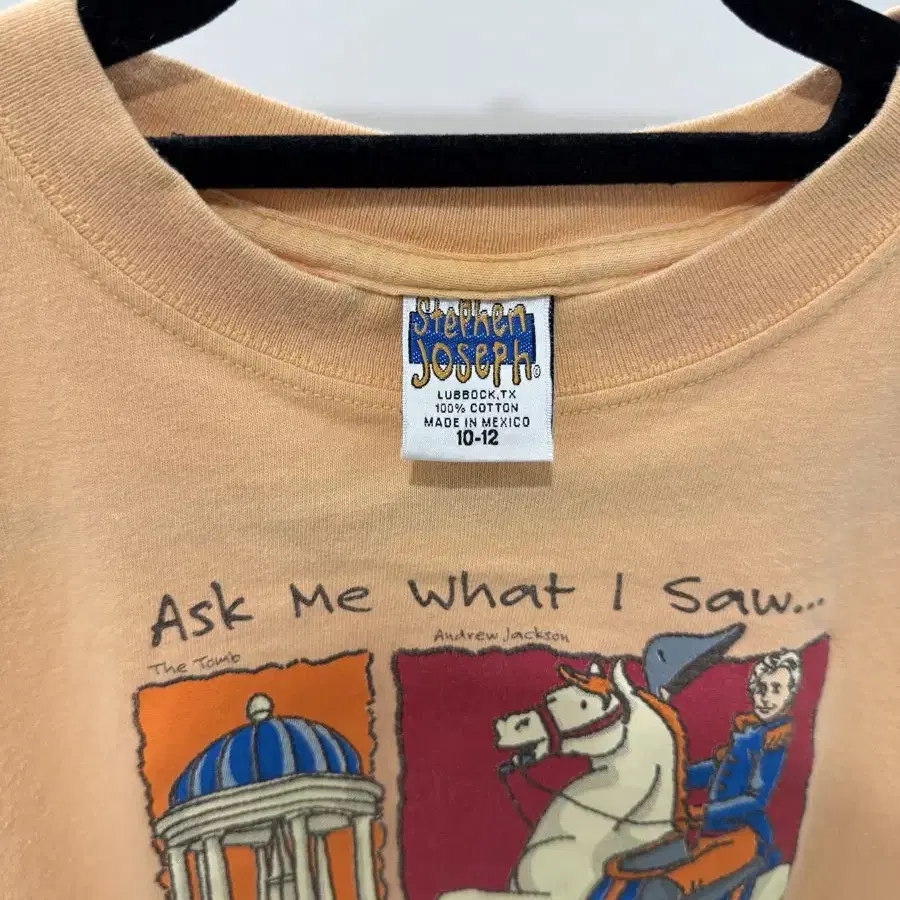 Stephen
Joseph©
LUBBOCK,TX
100% COTTON
MADE IN MEXICO
10-12
Ask Me What I Saw...
Andrew Jackson
The Tomb